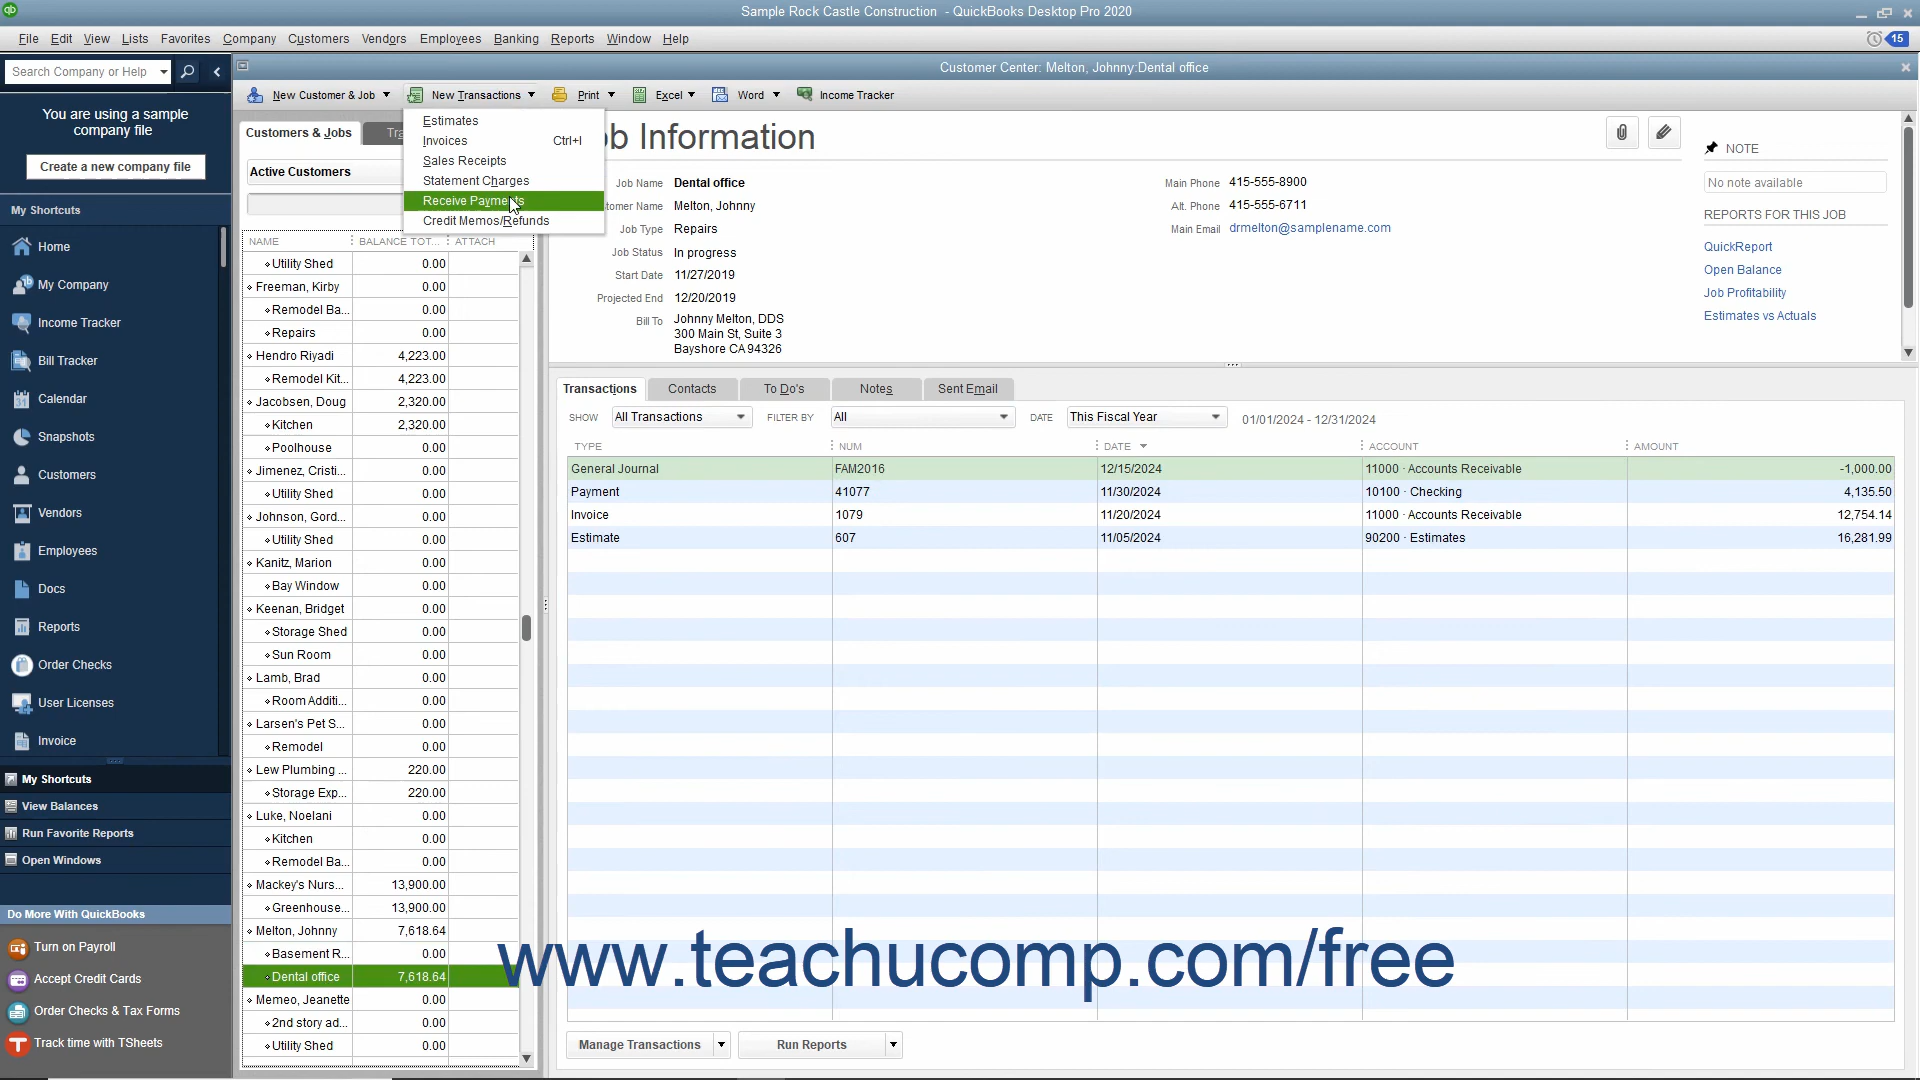 Sample Rock Castle Construction - QuickBooks Desktop Pro 2020
File Edit View Lists Favorites Company Customers Vendors Employees Banking Reports Window Help
15
Search Company or Help
Customer Center: Melton, Johnny:Dental office
You are using a sample
company file
Create a new company file
My Shortcuts
Home
My Company
Income Tracker
Bill Tracker
Calendar
Snapshots
Customers
Vendors
Employees
Docs
Reports
Order Checks
User Licenses
Invoice
My Shortcuts
View Balances
Run Favorite Reports
Open Windows
Do More With QuickBooks
Turn on Payroll
Accept Credit Cards
Order Checks & Tax Forms
Track time with TSheets
New Customer & Job New Transactions Print Excel Word Income Tracker
Estimates
Invoices Ctrl+I
Sales Receipts
Statement Charges
Receive Payments
Credit Memos/Refunds
Customers & Jobs
Active Customers
NAME BALANCE TOT... ATTACH
Utility Shed 0.00
Freeman, Kirby 0.00
Remodel Ba... 0.00
Repairs 0.00
Hendro Riyadi 4,223.00
Remodel Kit... 4,223.00
Jacobsen, Doug 2,320.00
Kitchen 2,320.00
Poolhouse 0.00
Jimenez, Cristi... 0.00
Utility Shed 0.00
Johnson, Gord... 0.00
Utility Shed 0.00
Kanitz, Marion 0.00
Bay Window 0.00
Keenan, Bridget 0.00
Storage Shed 0.00
Sun Room 0.00
Lamb, Brad 0.00
Room Additi... 0.00
Larsen's Pet S... 0.00
Remodel 0.00
Lew Plumbing ... 220.00
Storage Exp... 220.00
Luke, Noelani 0.00
Kitchen 0.00
Remodel Ba... 0.00
Mackey's Nurs... 13,900.00
Greenhouse... 13,900.00
Melton, Johnny 7,618.64
Basement R... 0.00
Dental office 7,618.64
Memeo, Jeanette 0.00
2nd story ad... 0.00
Utility Shed 0.00
ob Information
Job Name Dental office
tomer Name Melton, Johnny
Job Type Repairs
Job Status In progress
Start Date 11/27/2019
Projected End 12/20/2019
Bill To Johnny Melton, DDS
300 Main St, Suite 3
Bayshore CA 94326
Main Phone 415-555-8900
Alt. Phone 415-555-6711
Main Email drmelton@samplename.com
NOTE
No note available
REPORTS FOR THIS JOB
QuickReport
Open Balance
Job Profitability
Estimates vs Actuals
Transactions Contacts To Do's Notes Sent Email
SHOW All Transactions FILTER BY All DATE This Fiscal Year 01/01/2024 - 12/31/2024
TYPE NUM DATE ACCOUNT AMOUNT
General Journal FAM2016 12/15/2024 11000 · Accounts Receivable -1,000.00
Payment 41077 11/30/2024 10100 · Checking 4,135.50
Invoice 1079 11/20/2024 11000 · Accounts Receivable 12,754.14
Estimate 607 11/05/2024 90200 · Estimates 16,281.99
www.teachucomp.com/free
Manage Transactions Run Reports